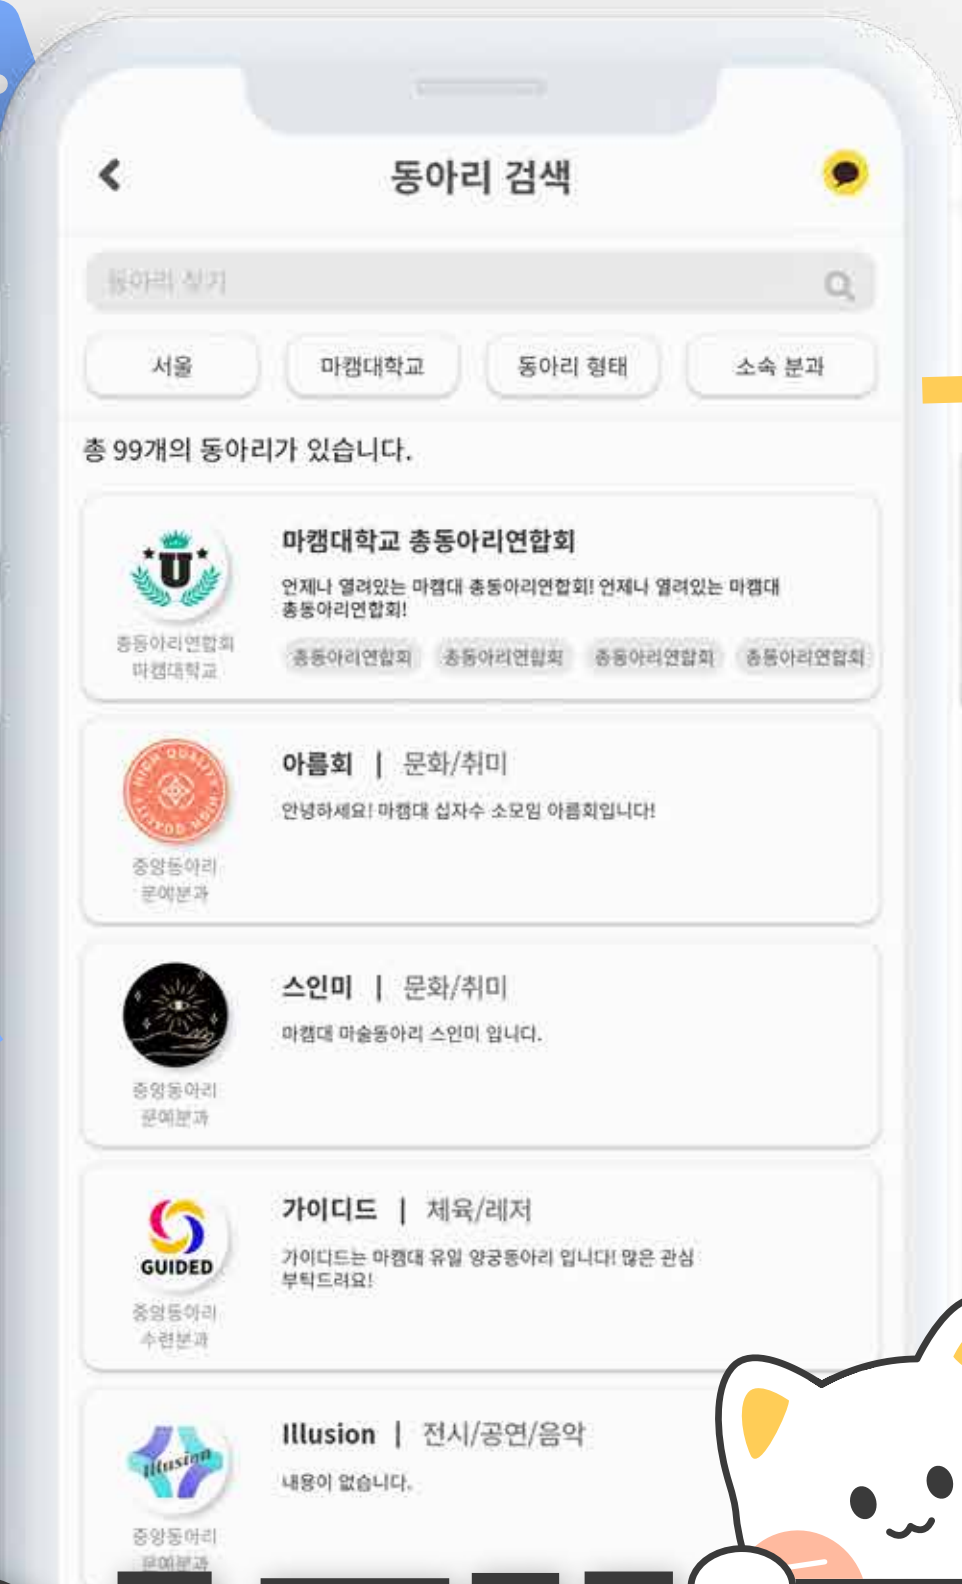 동아리 검색
동아리 찾기
서울 마캠대학교 동아리 형태 소속 분과
총 99개의 동아리가 있습니다.
U
마캠대학교 총동아리연합회
언제나 열려있는 마캠대 총동아리연합회! 언제나 열려있는 마캠대
총동아리연합회!
총동아리연합회 총동아리연합회 총동아리연합회 총동아리연합회
총동아리연합회
마캠대학교
HIGH QUALITY HIGH QUALITY
아름회 | 문화/취미
안녕하세요! 마캠대 십자수 소모임 아름회입니다!
중앙동아리
문예분과
스인미 | 문화/취미
마캠대 마술동아리 스인미 입니다.
중앙동아리
문예분과
GUIDED
가이디드 | 체육/레저
가이디드는 마캠대 유일 양궁동아리 입니다! 많은 관심
부탁드려요!
중앙동아리
수련분과
Illusion
Illusion | 전시/공연/음악
내용이 없습니다.
중앙동아리
문예분과